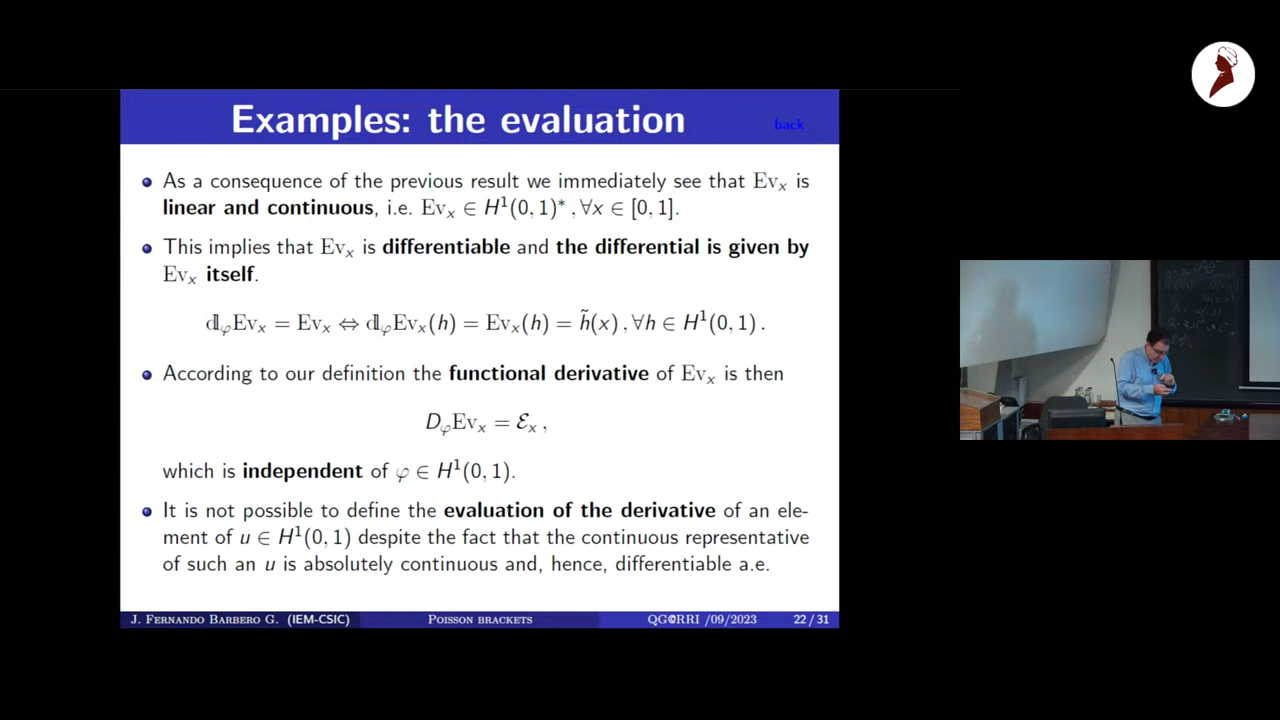 Examples: the evaluation
back
As a consequence of the previous result we immediately see that Evₓ is
linear and continuous, i.e. Evₓ ∈ H¹(0, 1)*, ∀x ∈ [0, 1].
This implies that Evₓ is differentiable and the differential is given by
Evₓ itself.
𝕕_φEvₓ = Evₓ ⇔ 𝕕_φEvₓ(h) = Evₓ(h) = h̃(x) , ∀h ∈ H¹(0, 1) .
According to our definition the functional derivative of Evₓ is then
D_φEvₓ = ℰₓ ,
which is independent of φ ∈ H¹(0, 1).
It is not possible to define the evaluation of the derivative of an ele-
ment of u ∈ H¹(0, 1) despite the fact that the continuous representative
of such an u is absolutely continuous and, hence, differentiable a.e.
J. Fernando Barbero G. (IEM-CSIC) Poisson brackets QG@RRI /09/2023 22 / 31